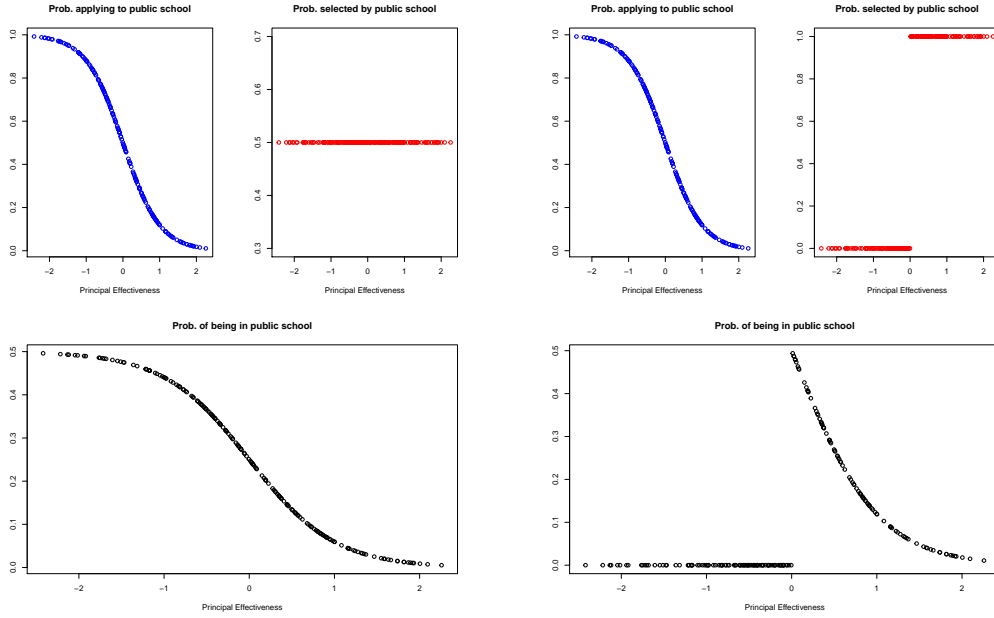 Prob. applying to public school
Prob. selected by public school
1.0
0.8
0.6
0.4
0.2
0.0
−2 −1 0 1 2
Principal Effectiveness
0.7
0.6
0.5
0.4
0.3
−2 −1 0 1 2
Principal Effectiveness
Prob. of being in public school
0.5
0.4
0.3
0.2
0.1
0.0
−2 −1 0 1 2
Principal Effectiveness
Prob. applying to public school
Prob. selected by public school
1.0
0.8
0.6
0.4
0.2
0.0
−2 −1 0 1 2
Principal Effectiveness
1.0
0.8
0.6
0.4
0.2
0.0
−2 −1 0 1 2
Principal Effectiveness
Prob. of being in public school
0.5
0.4
0.3
0.2
0.1
0.0
−2 −1 0 1 2
Principal Effectiveness